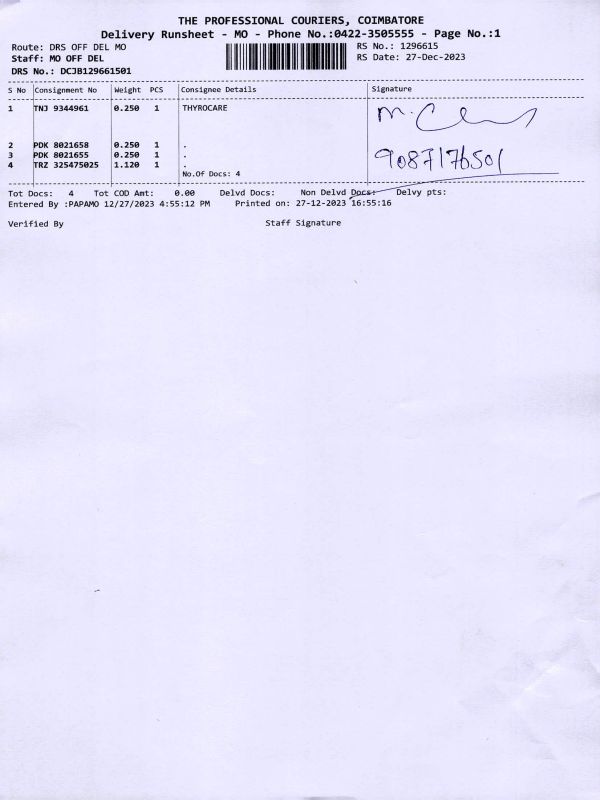 THE PROFESSIONAL COURIERS, COIMBATORE
Delivery Runsheet - MO - Phone No.:0422-3505555 - Page No.:1
Route: DRS OFF DEL MO RS No.: 1296615
Staff: MO OFF DEL RS Date: 27-Dec-2023
DRS No.: DCJB129661501
S No Consignment No Weight PCS Consignee Details Signature
1 TNJ 9344961 0.250 1 THYROCARE
2 PDK 8021658 0.250 1 .
3 PDK 8021655 0.250 1 . 9087176501
4 TRZ 325475025 1.120 1 .
No.Of Docs: 4
Tot Docs: 4 Tot COD Amt: 0.00 Delvd Docs: Non Delvd Docs: Delvy pts:
Entered By :PAPAMO 12/27/2023 4:55:12 PM Printed on: 27-12-2023 16:55:16
Verified By Staff Signature